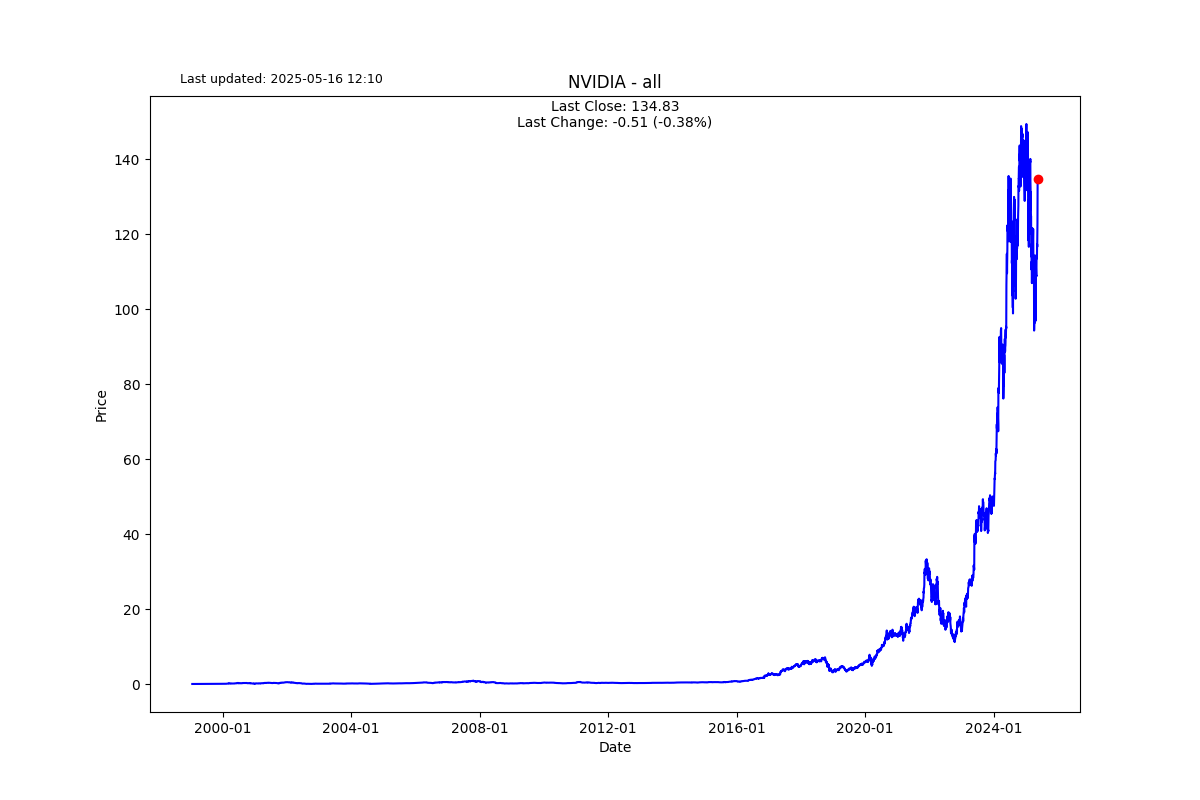 Last updated: 2025-05-16 12:10
NVIDIA - all
Last Close: 134.83
Last Change: -0.51 (-0.38%)
140
120
100
80
60
40
20
0
Price
2000-01
2004-01
2008-01
2012-01
2016-01
2020-01
2024-01
Date